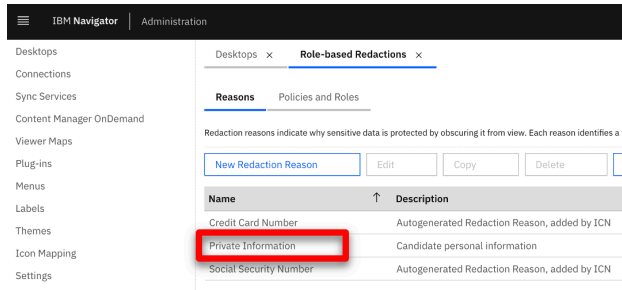 IBM Navigator Administration
Desktops
Connections
Sync Services
Content Manager OnDemand
Viewer Maps
Plug-ins
Menus
Labels
Themes
Icon Mapping
Settings
Desktops × Role-based Redactions ×
Reasons Policies and Roles
Redaction reasons indicate why sensitive data is protected by obscuring it from view. Each reason identifies a
New Redaction Reason Edit Copy Delete
Name ↑ Description
Credit Card Number Autogenerated Redaction Reason, added by ICN
Private Information Candidate personal information
Social Security Number Autogenerated Redaction Reason, added by ICN